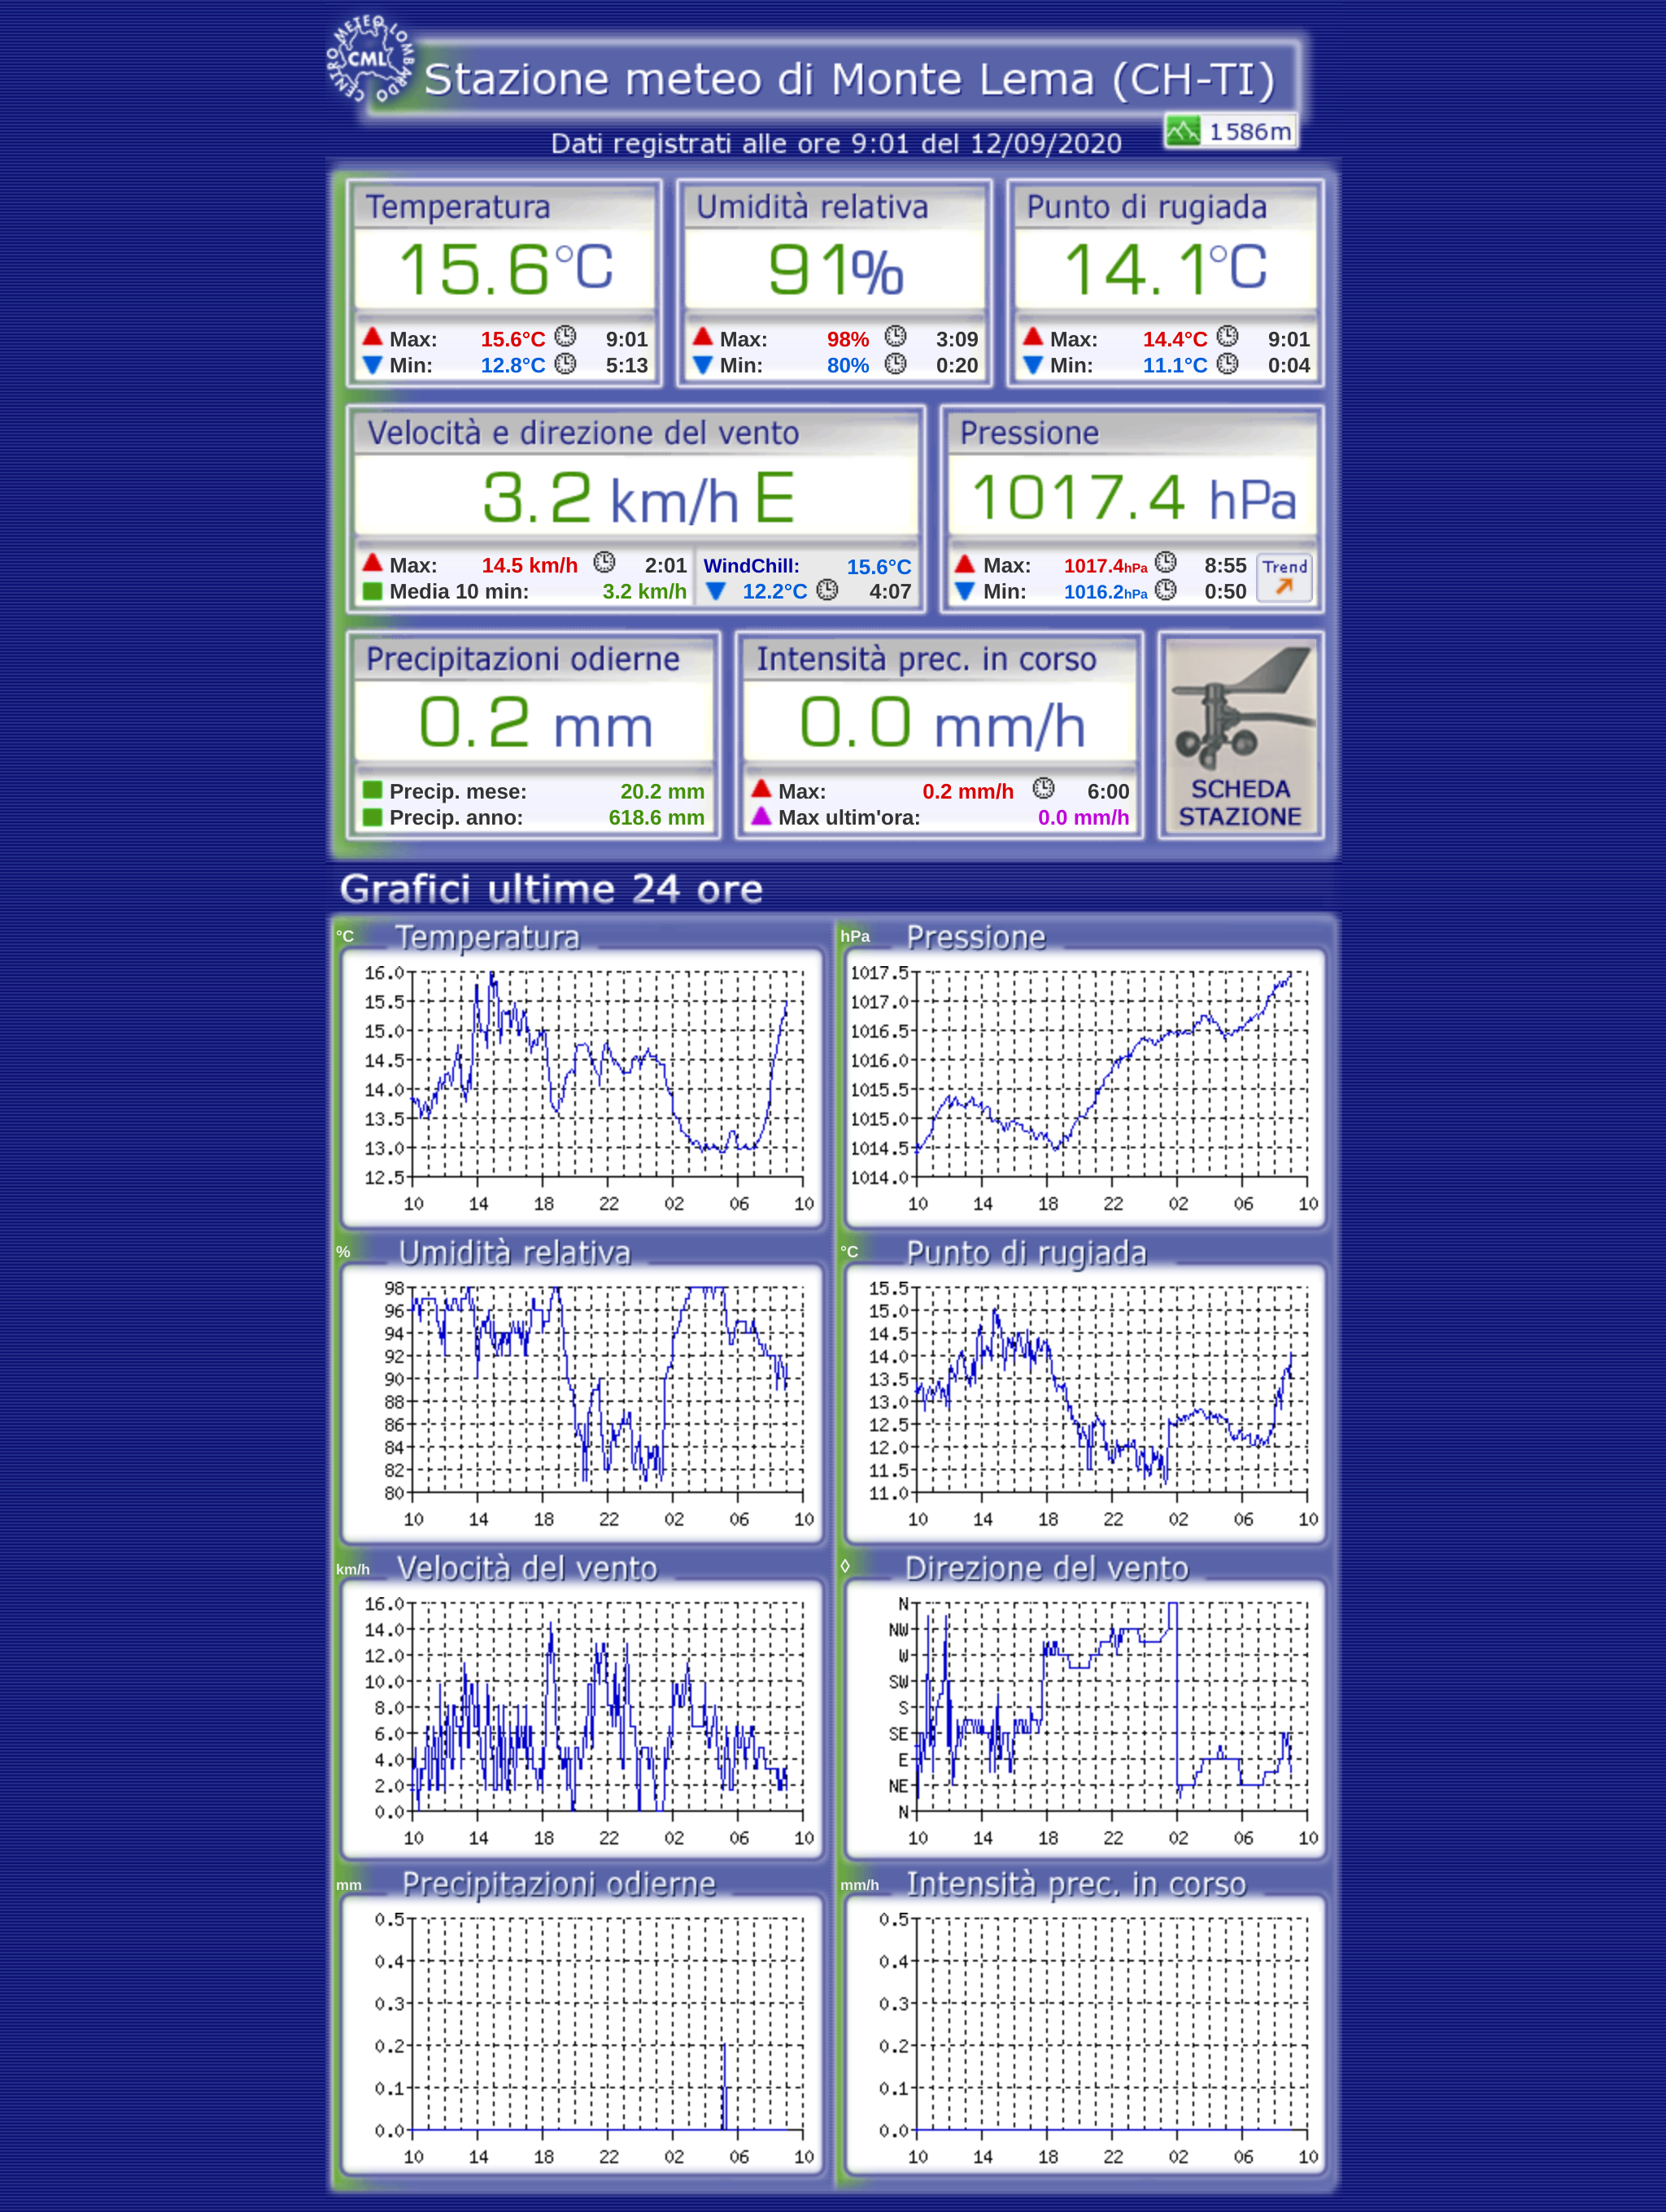 CENTRO METEO LOMBARDO
CML
Stazione meteo di Monte Lema (CH-TI)
1586m
Dati registrati alle ore 9:01 del 12/09/2020
Temperatura Umidità relativa Punto di rugiada
15.6°C 91% 14.1°C
Max: 15.6°C 9:01 Max: 98% 3:09 Max: 14.4°C 9:01
Min: 12.8°C 5:13 Min: 80% 0:20 Min: 11.1°C 0:04
Velocità e direzione del vento Pressione
3.2 km/h E 1017.4 hPa
Max: 14.5 km/h 2:01 WindChill: 15.6°C Max: 1017.4hPa 8:55 Trend
Media 10 min: 3.2 km/h 12.2°C 4:07 Min: 1016.2hPa 0:50
Precipitazioni odierne Intensità prec. in corso
0.2 mm 0.0 mm/h
Precip. mese: 20.2 mm Max: 0.2 mm/h 6:00 SCHEDA
Precip. anno: 618.6 mm Max ultim'ora: 0.0 mm/h STAZIONE
Grafici ultime 24 ore
°C Temperatura
16.0
15.5
15.0
14.5
14.0
13.5
13.0
12.5
10 14 18 22 02 06 10
hPa Pressione
1017.5
1017.0
1016.5
1016.0
1015.5
1015.0
1014.5
1014.0
10 14 18 22 02 06 10
% Umidità relativa
98
96
94
92
90
88
86
84
82
80
10 14 18 22 02 06 10
°C Punto di rugiada
15.5
15.0
14.5
14.0
13.5
13.0
12.5
12.0
11.5
11.0
10 14 18 22 02 06 10
km/h Velocità del vento
16.0
14.0
12.0
10.0
8.0
6.0
4.0
2.0
0.0
10 14 18 22 02 06 10
◊ Direzione del vento
N
NW
W
SW
S
SE
E
NE
N
10 14 18 22 02 06 10
mm Precipitazioni odierne
0.5
0.4
0.3
0.2
0.1
0.0
10 14 18 22 02 06 10
mm/h Intensità prec. in corso
0.5
0.4
0.3
0.2
0.1
0.0
10 14 18 22 02 06 10